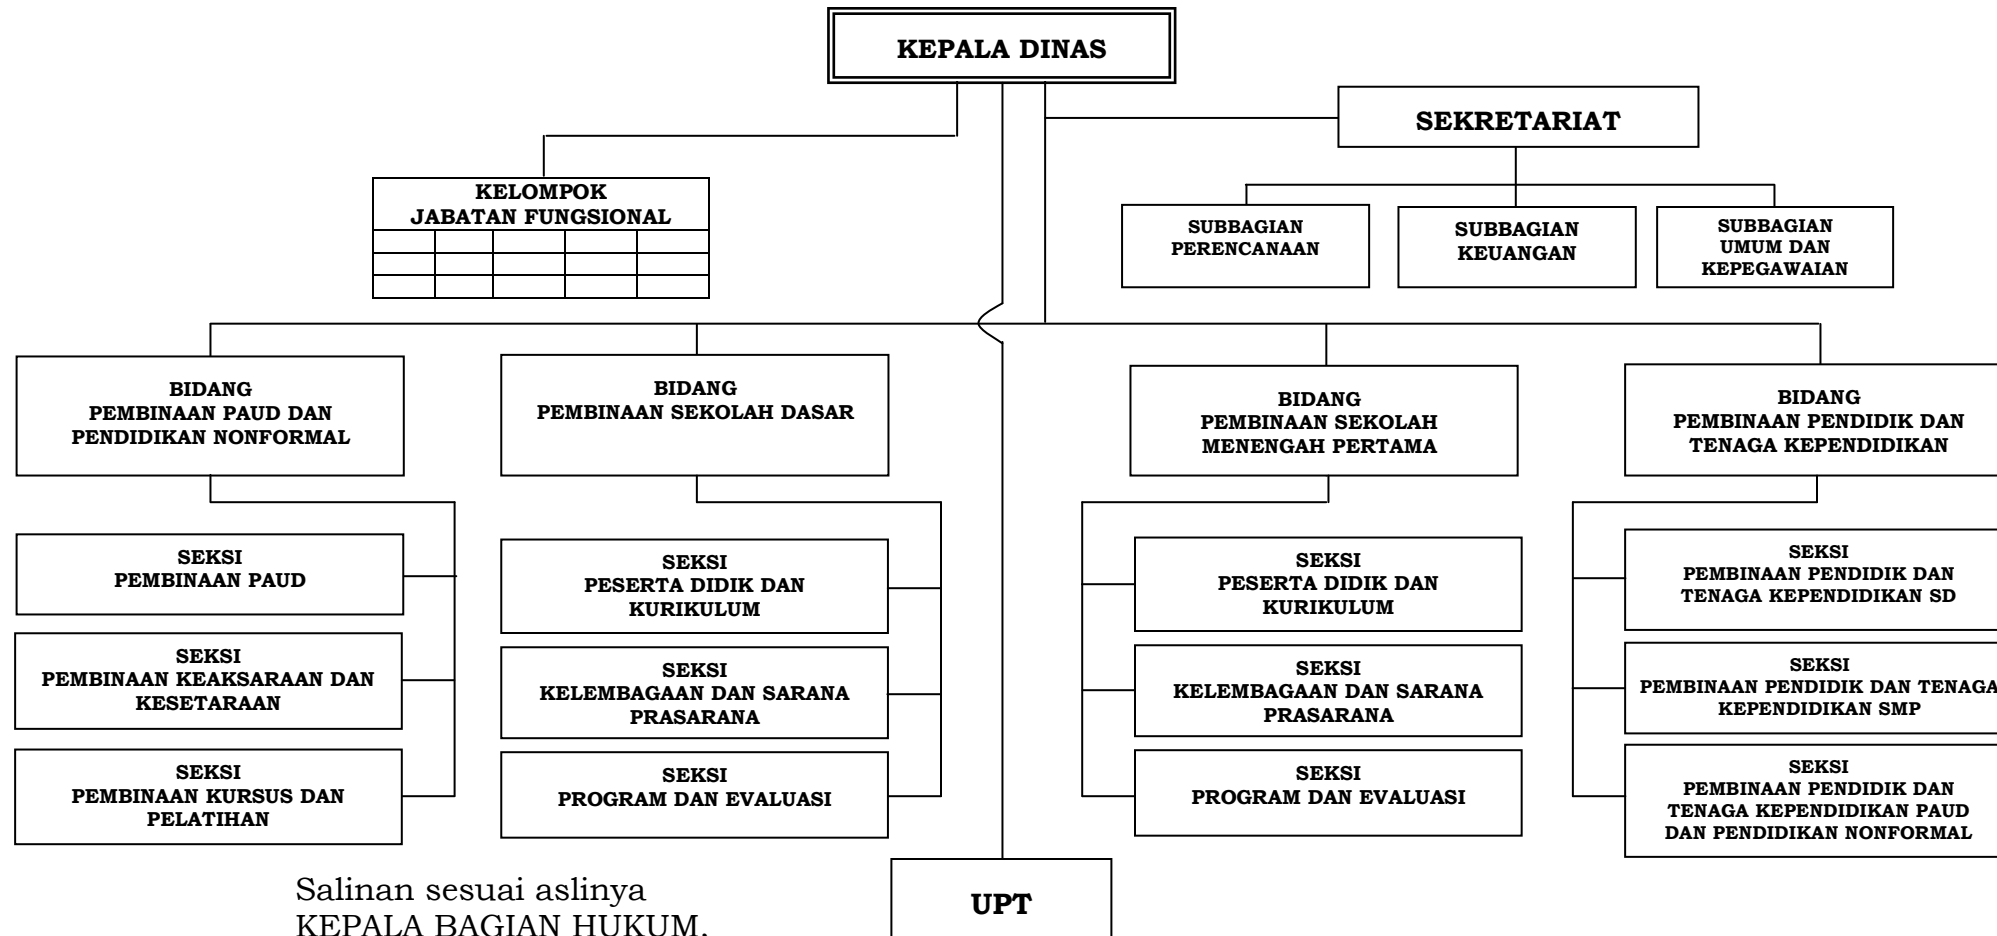 KEPALA DINAS
SEKRETARIAT
KELOMPOK
JABATAN FUNGSIONAL
SUBBAGIAN
PERENCANAAN
SUBBAGIAN
KEUANGAN
SUBBAGIAN
UMUM DAN
KEPEGAWAIAN
BIDANG
PEMBINAAN PAUD DAN
PENDIDIKAN NONFORMAL
BIDANG
PEMBINAAN SEKOLAH DASAR
BIDANG
PEMBINAAN SEKOLAH
MENENGAH PERTAMA
BIDANG
PEMBINAAN PENDIDIK DAN
TENAGA KEPENDIDIKAN
SEKSI
PEMBINAAN PAUD
SEKSI
PEMBINAAN KEAKSARAAN DAN
KESETARAAN
SEKSI
PEMBINAAN KURSUS DAN
PELATIHAN
SEKSI
PESERTA DIDIK DAN
KURIKULUM
SEKSI
KELEMBAGAAN DAN SARANA
PRASARANA
SEKSI
PROGRAM DAN EVALUASI
SEKSI
PESERTA DIDIK DAN
KURIKULUM
SEKSI
KELEMBAGAAN DAN SARANA
PRASARANA
SEKSI
PROGRAM DAN EVALUASI
SEKSI
PEMBINAAN PENDIDIK DAN
TENAGA KEPENDIDIKAN SD
SEKSI
PEMBINAAN PENDIDIK DAN TENAGA
KEPENDIDIKAN SMP
SEKSI
PEMBINAAN PENDIDIK DAN
TENAGA KEPENDIDIKAN PAUD
DAN PENDIDIKAN NONFORMAL
UPT
Salinan sesuai aslinya
KEPALA BAGIAN HUKUM,